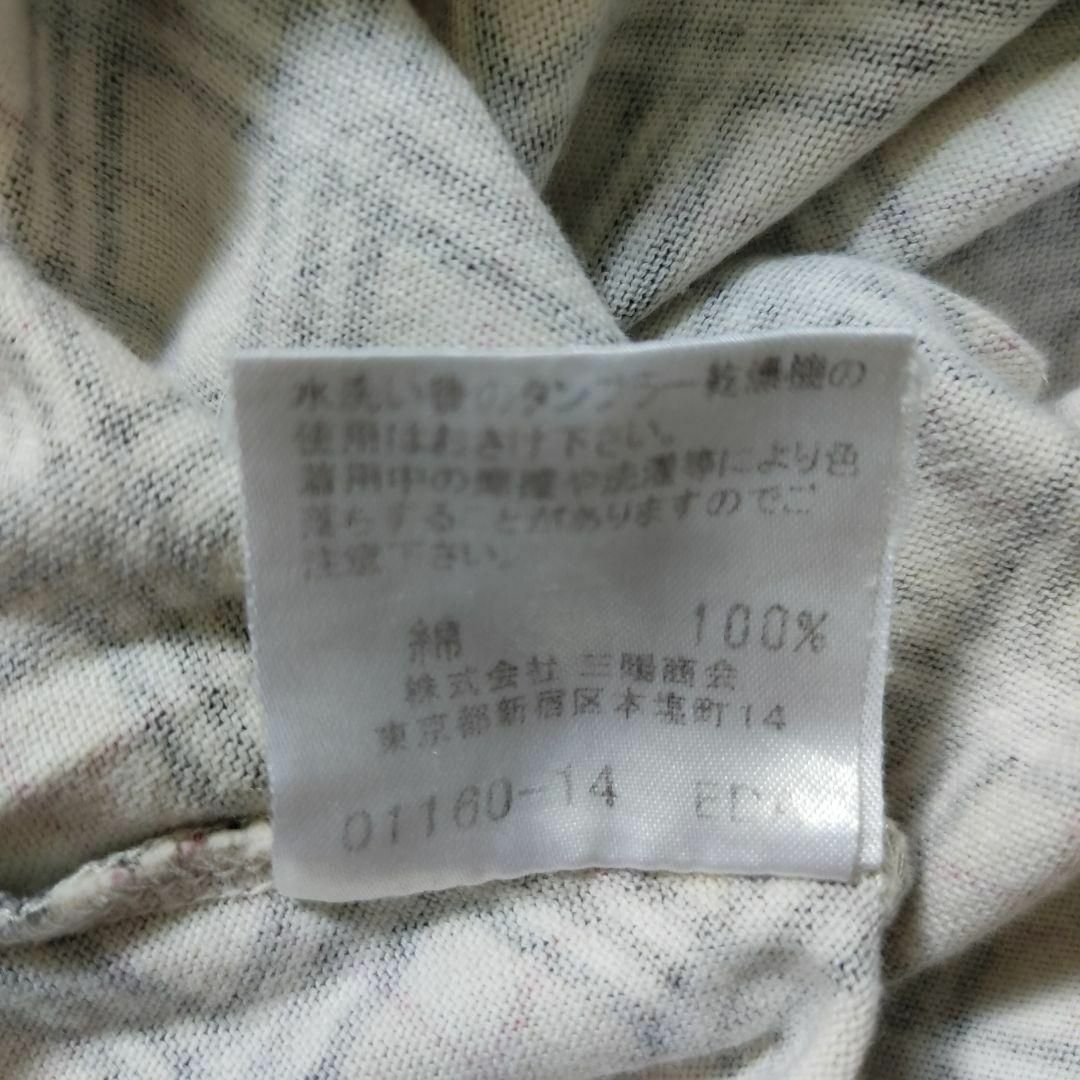 水洗い後のタンブラー乾燥機の
使用はおさけ下さい。
着用中の摩擦や洗濯等により色
落ちすることがありますのでご
注意下さい。
綿 100%
株式会社 三陽商会
東京都新宿区本塩町14
01160-14